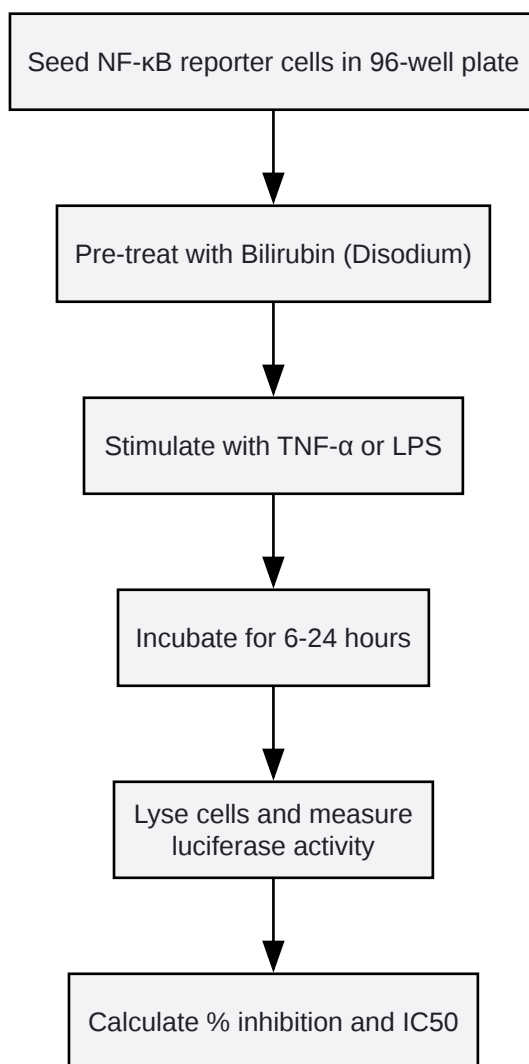 Seed NF-κB reporter cells in 96-well plate
Pre-treat with Bilirubin (Disodium)
Stimulate with TNF-α or LPS
Incubate for 6-24 hours
Lyse cells and measure
luciferase activity
Calculate % inhibition and IC50